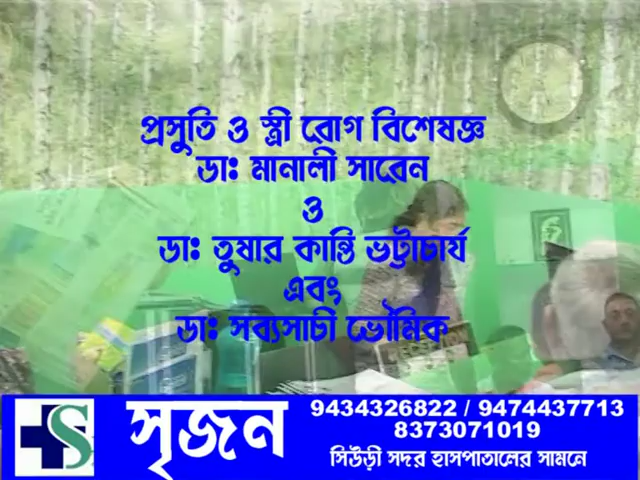 প্রসুতি ও স্ত্রী রোগ বিশেষজ্ঞ
ডাঃ মানালী সারেন
ও
ডাঃ তুষার কান্তি ভট্টাচার্য
এবং
ডাঃ সব্যসাচী ভৌমিক
S সৃজন
9434326822 / 9474437713
8373071019
সিউড়ী সদর হাসপাতালের সামনে